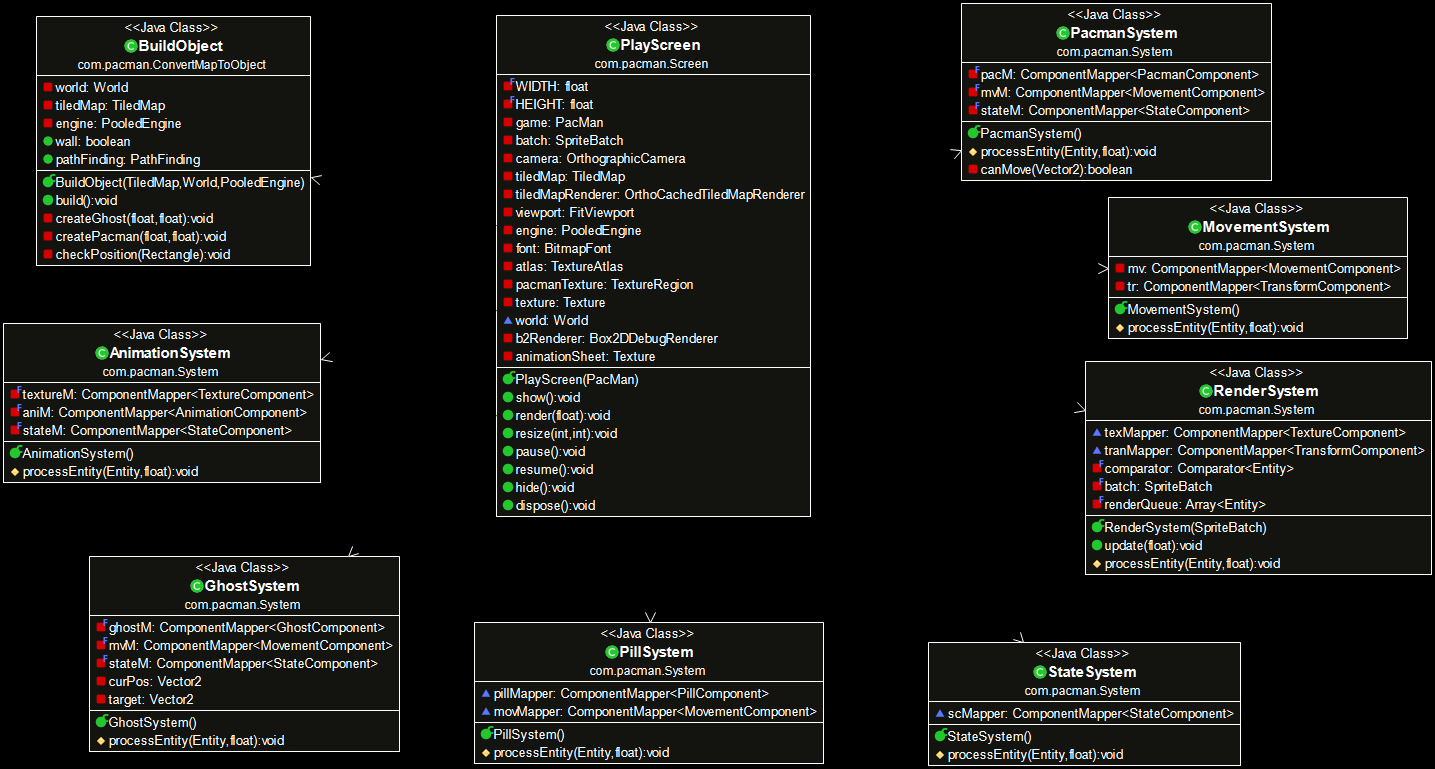 <<Java Class>>
BuildObject
com.pacman.ConvertMapToObject
world: World
tiledMap: TiledMap
engine: PooledEngine
wall: boolean
pathFinding: PathFinding
BuildObject(TiledMap,World,PooledEngine)
build():void
createGhost(float,float):void
createPacman(float,float):void
checkPosition(Rectangle):void
<<Java Class>>
PlayScreen
com.pacman.Screen
WIDTH: float
HEIGHT: float
game: PacMan
batch: SpriteBatch
camera: OrthographicCamera
tiledMap: TiledMap
tiledMapRenderer: OrthoCachedTiledMapRenderer
viewport: FitViewport
engine: PooledEngine
font: BitmapFont
atlas: TextureAtlas
pacmanTexture: TextureRegion
texture: Texture
world: World
b2Renderer: Box2DDebugRenderer
animationSheet: Texture
PlayScreen(PacMan)
show():void
render(float):void
resize(int,int):void
pause():void
resume():void
hide():void
dispose():void
<<Java Class>>
PacmanSystem
com.pacman.System
pacM: ComponentMapper<PacmanComponent>
mvM: ComponentMapper<MovementComponent>
stateM: ComponentMapper<StateComponent>
PacmanSystem()
processEntity(Entity,float):void
canMove(Vector2):boolean
<<Java Class>>
MovementSystem
com.pacman.System
mv: ComponentMapper<MovementComponent>
tr: ComponentMapper<TransformComponent>
MovementSystem()
processEntity(Entity,float):void
<<Java Class>>
AnimationSystem
com.pacman.System
textureM: ComponentMapper<TextureComponent>
aniM: ComponentMapper<AnimationComponent>
stateM: ComponentMapper<StateComponent>
AnimationSystem()
processEntity(Entity,float):void
<<Java Class>>
RenderSystem
com.pacman.System
texMapper: ComponentMapper<TextureComponent>
tranMapper: ComponentMapper<TransformComponent>
comparator: Comparator<Entity>
batch: SpriteBatch
renderQueue: Array<Entity>
RenderSystem(SpriteBatch)
update(float):void
processEntity(Entity,float):void
<<Java Class>>
GhostSystem
com.pacman.System
ghostM: ComponentMapper<GhostComponent>
mvM: ComponentMapper<MovementComponent>
stateM: ComponentMapper<StateComponent>
curPos: Vector2
target: Vector2
GhostSystem()
processEntity(Entity,float):void
<<Java Class>>
PillSystem
com.pacman.System
pillMapper: ComponentMapper<PillComponent>
movMapper: ComponentMapper<MovementComponent>
PillSystem()
processEntity(Entity,float):void
<<Java Class>>
StateSystem
com.pacman.System
scMapper: ComponentMapper<StateComponent>
StateSystem()
processEntity(Entity,float):void